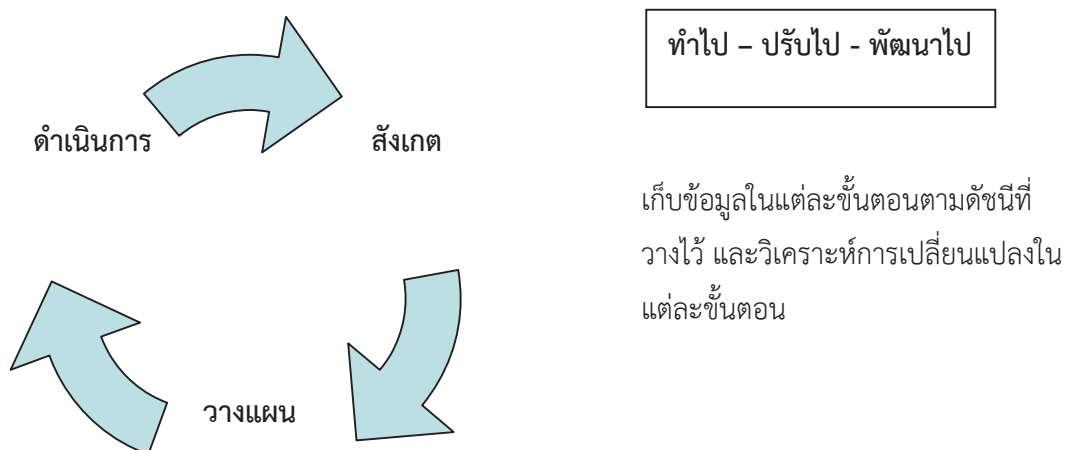 ทำไป – ปรับไป - พัฒนาไป
ดำเนินการ
สังเกต
เก็บข้อมูลในแต่ละขั้นตอนตามดัชนีที่
วางไว้ และวิเคราะห์การเปลี่ยนแปลงใน
แต่ละขั้นตอน
วางแผน